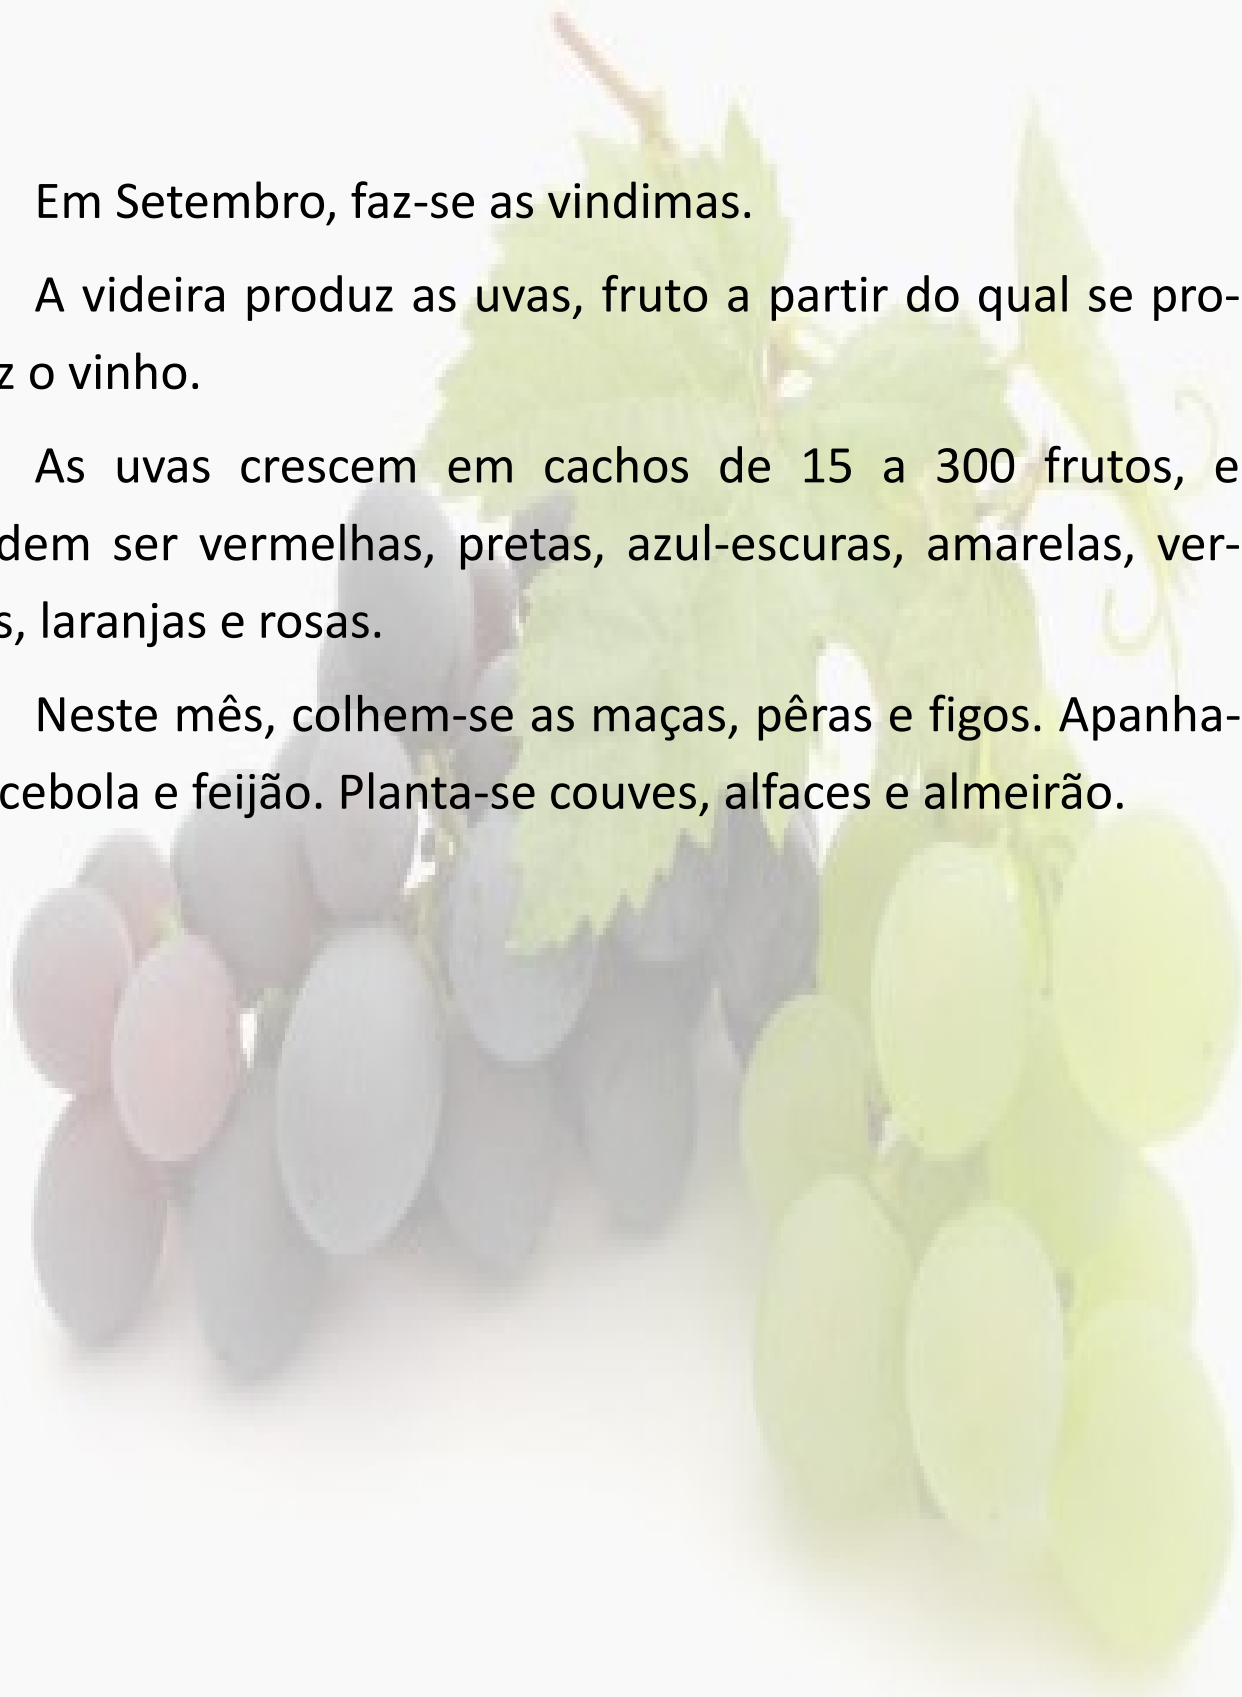 Em Setembro, faz-se as vindimas.
A videira produz as uvas, fruto a partir do qual se pro-
z o vinho.
As uvas crescem em cachos de 15 a 300 frutos, e
dem ser vermelhas, pretas, azul-escuras, amarelas, ver-
s, laranjas e rosas.
Neste mês, colhem-se as maças, pêras e figos. Apanha-
cebola e feijão. Planta-se couves, alfaces e almeirão.